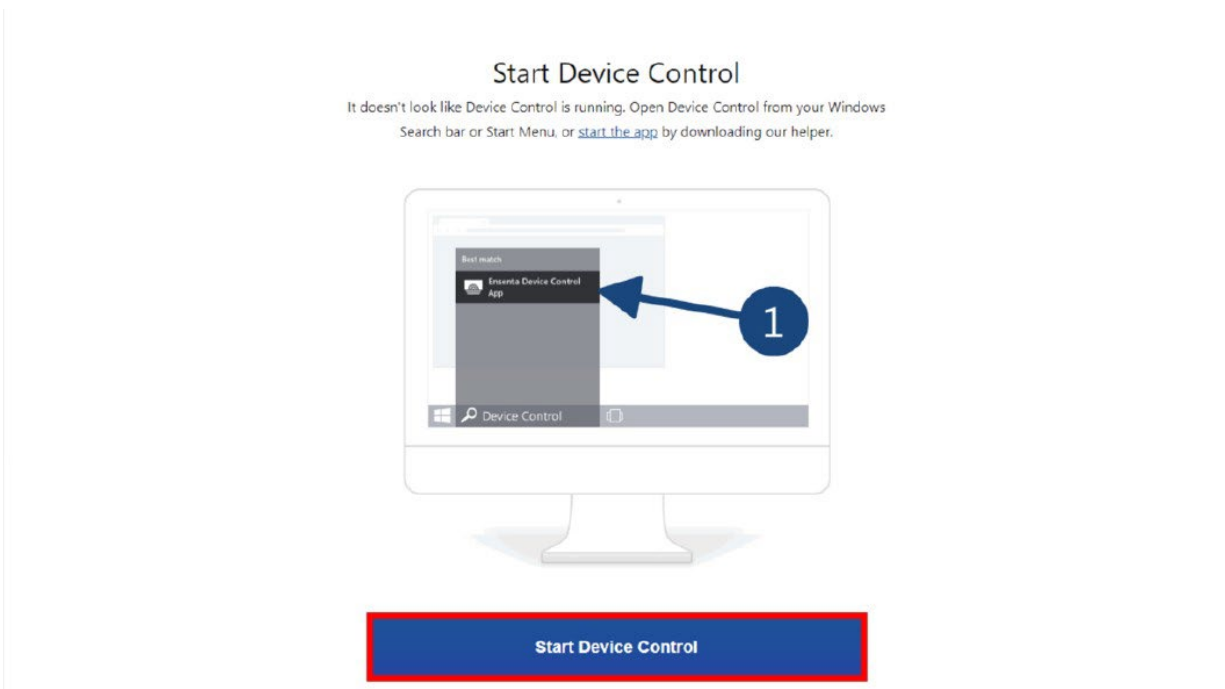 Start Device Control
It doesn't look like Device Control is running. Open Device Control from your Windows
Search bar or Start Menu, or start the app by downloading our helper.
Best match
Ensenta Device Control
App
1
Device Control
Start Device Control